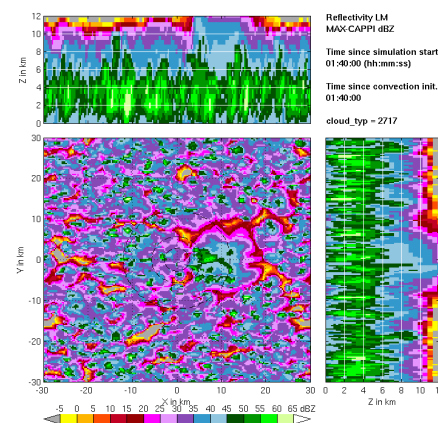 Reflectivity LM
MAX-CAPPI dBZ
Time since simulation start
01:40:00 (hh:mm:ss)
Time since convection init.
01:40:00
cloud_typ = 2717
12
10
8
6
4
2
0
Z in km
30
20
10
0
-10
-20
-30
Y in km
-30 -20 -10 0 10 20 30
X in km
0 2 4 6 8 10
Z in km
-5 0 5 10 15 20 25 30 35 40 45 50 55 60 65 dBZ